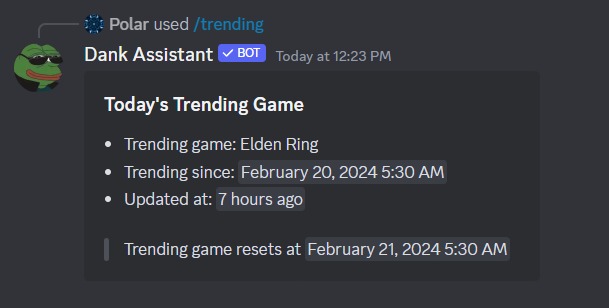 Polar used /trending
Dank Assistant ✓ BOT Today at 12:23 PM
Today's Trending Game
• Trending game: Elden Ring
• Trending since: February 20, 2024 5:30 AM
• Updated at: 7 hours ago
Trending game resets at February 21, 2024 5:30 AM